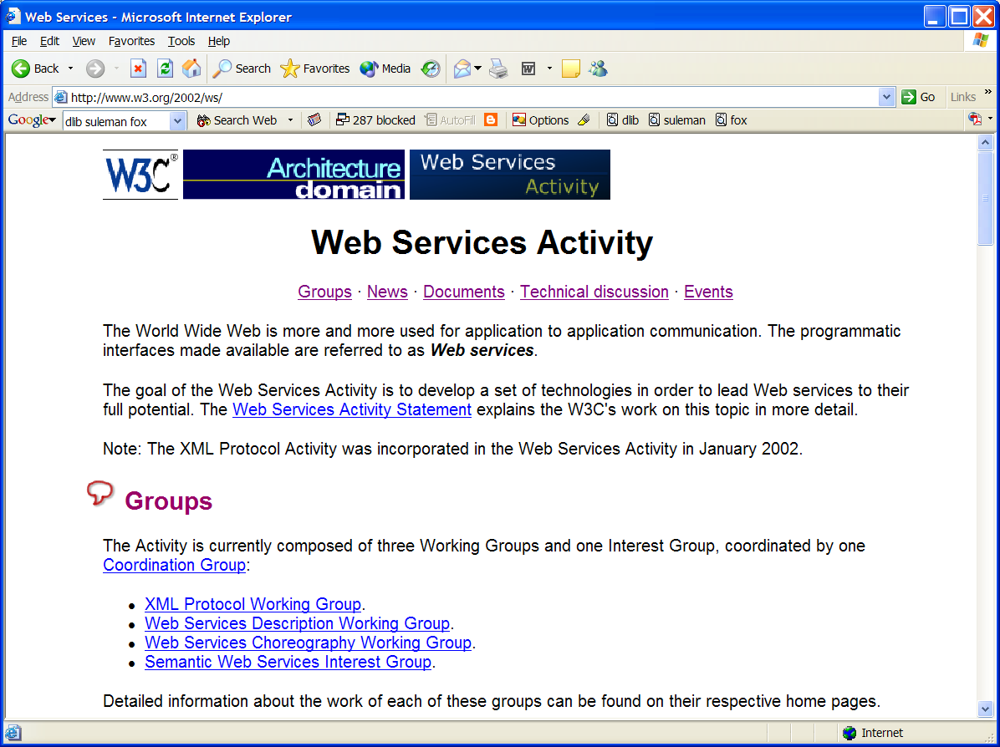 Web Services - Microsoft Internet Explorer
File Edit View Favorites Tools Help
Back Search Favorites Media
Address http://www.w3.org/2002/ws/ Go Links »
Google dlib suleman fox Search Web 287 blocked AutoFill Options dlib suleman fox
W3C® Architecture domain Web Services Activity
Web Services Activity
Groups · News · Documents · Technical discussion · Events
The World Wide Web is more and more used for application to application communication. The programmatic
interfaces made available are referred to as Web services.
The goal of the Web Services Activity is to develop a set of technologies in order to lead Web services to their
full potential. The Web Services Activity Statement explains the W3C's work on this topic in more detail.
Note: The XML Protocol Activity was incorporated in the Web Services Activity in January 2002.
Groups
The Activity is currently composed of three Working Groups and one Interest Group, coordinated by one
Coordination Group:
• XML Protocol Working Group.
• Web Services Description Working Group.
• Web Services Choreography Working Group.
• Semantic Web Services Interest Group.
Detailed information about the work of each of these groups can be found on their respective home pages.
Internet